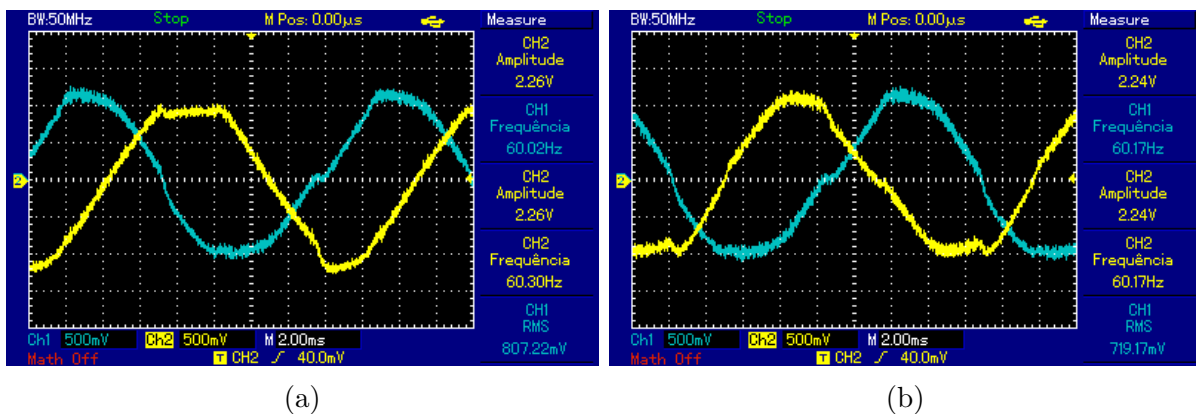 BW:50MHz Stop M Pos: 0.00µs Measure
CH2
Amplitude
2.26V
CH1
Frequência
60.02Hz
CH2
Amplitude
2.26V
CH2
Frequência
60.30Hz
CH1
RMS
807.22mV
2
Ch1 500mV Ch2 500mV M 2.00ms
Math Off T CH2 40.0mV
(a)
BW:50MHz Stop M Pos: 0.00µs Measure
CH2
Amplitude
2.24V
CH1
Frequência
60.17Hz
CH2
Amplitude
2.24V
CH2
Frequência
60.17Hz
CH1
RMS
719.17mV
2
Ch1 500mV Ch2 500mV M 2.00ms
Math Off T CH2 40.0mV
(b)